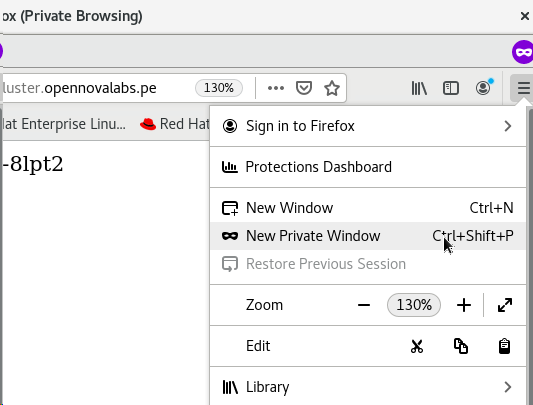 ox (Private Browsing)
luster.opennovalabs.pe 130%
Hat Enterprise Linu… Red Hat
-8lpt2
Sign in to Firefox
Protections Dashboard
New Window Ctrl+N
New Private Window Ctrl+Shift+P
Restore Previous Session
Zoom 130%
Edit
Library